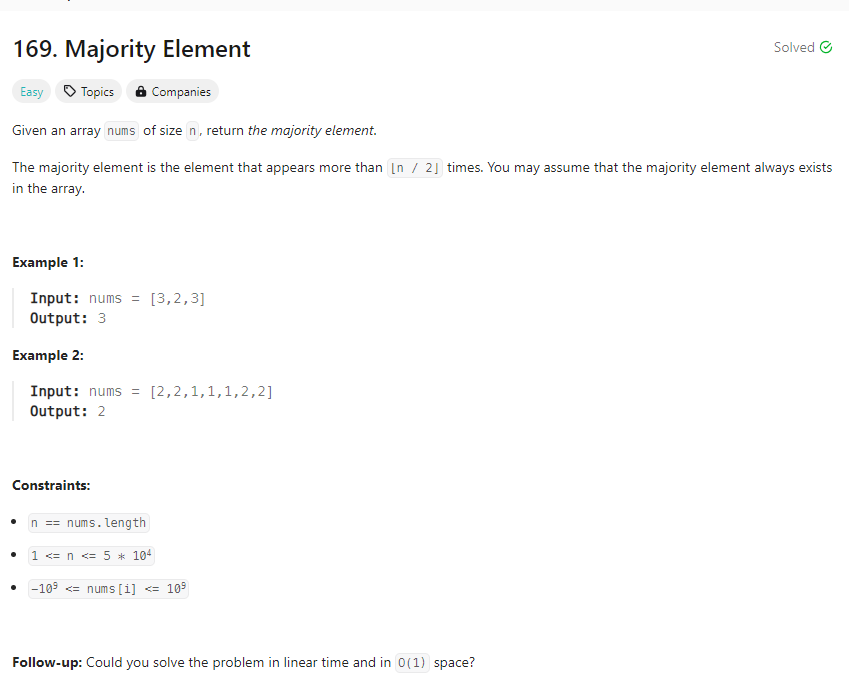 169. Majority Element
Solved
Easy Topics Companies
Given an array nums of size n, return the majority element.
The majority element is the element that appears more than ⌊n / 2⌋ times. You may assume that the majority element always exists
in the array.
Example 1:
Input: nums = [3,2,3]
Output: 3
Example 2:
Input: nums = [2,2,1,1,1,2,2]
Output: 2
Constraints:
n == nums.length
1 <= n <= 5 * 10⁴
-10⁹ <= nums[i] <= 10⁹
Follow-up: Could you solve the problem in linear time and in O(1) space?